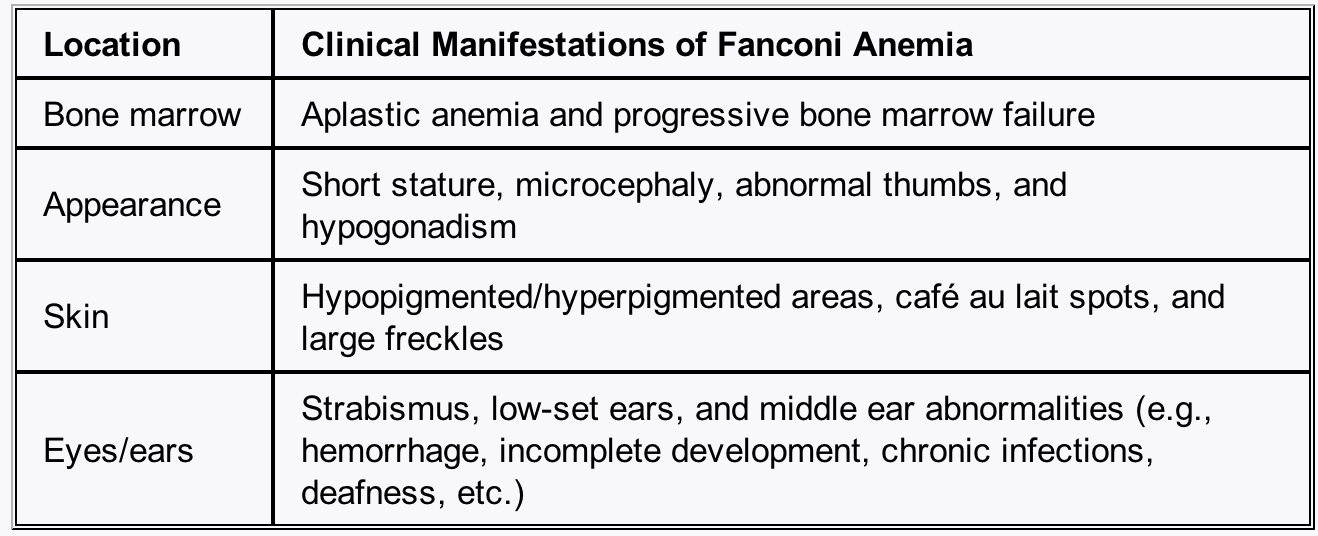 Location
Clinical Manifestations of Fanconi Anemia
Bone marrow
Aplastic anemia and progressive bone marrow failure
Appearance
Short stature, microcephaly, abnormal thumbs, and
hypogonadism
Skin
Hypopigmented/hyperpigmented areas, café au lait spots, and
large freckles
Eyes/ears
Strabismus, low-set ears, and middle ear abnormalities (e.g.,
hemorrhage, incomplete development, chronic infections,
deafness, etc.)